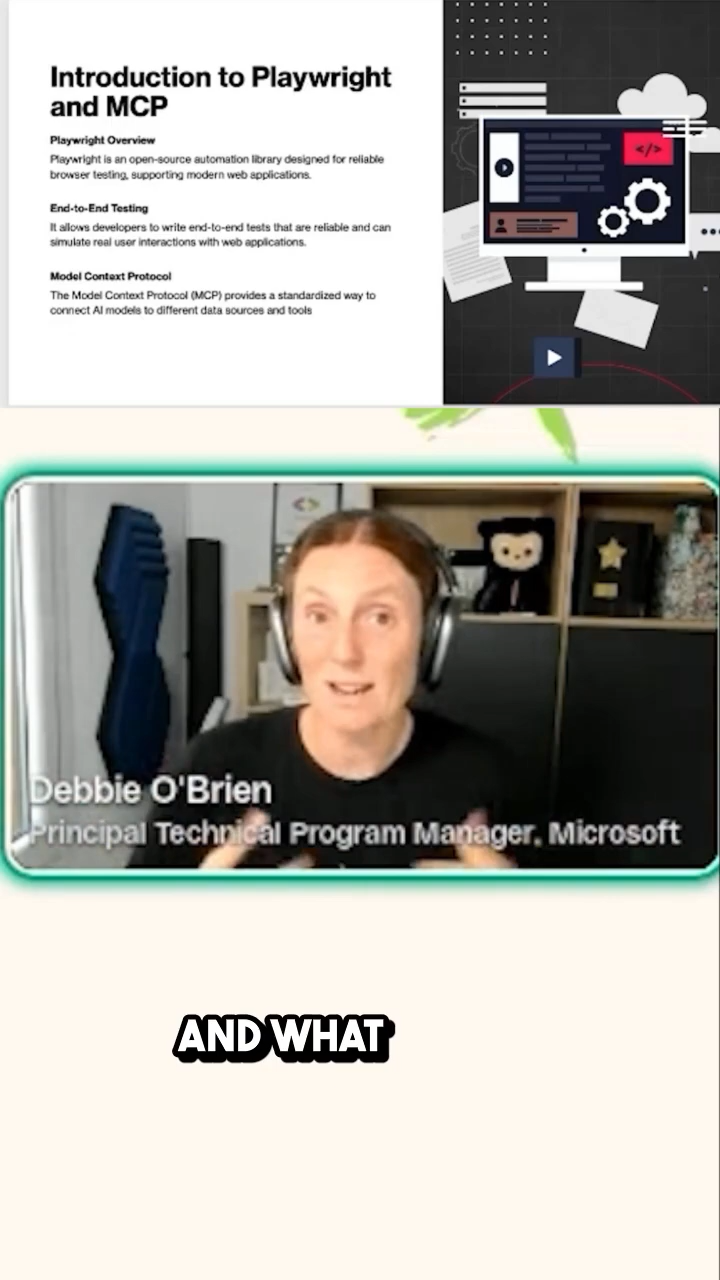 Introduction to Playwright
and MCP
Playwright Overview
Playwright is an open-source automation library designed for reliable
browser testing, supporting modern web applications.
End-to-End Testing
It allows developers to write end-to-end tests that are reliable and can
simulate real user interactions with web applications.
Model Context Protocol
The Model Context Protocol (MCP) provides a standardized way to
connect AI models to different data sources and tools
</>
Debbie O'Brien
Principal Technical Program Manager, Microsoft
AND WHAT